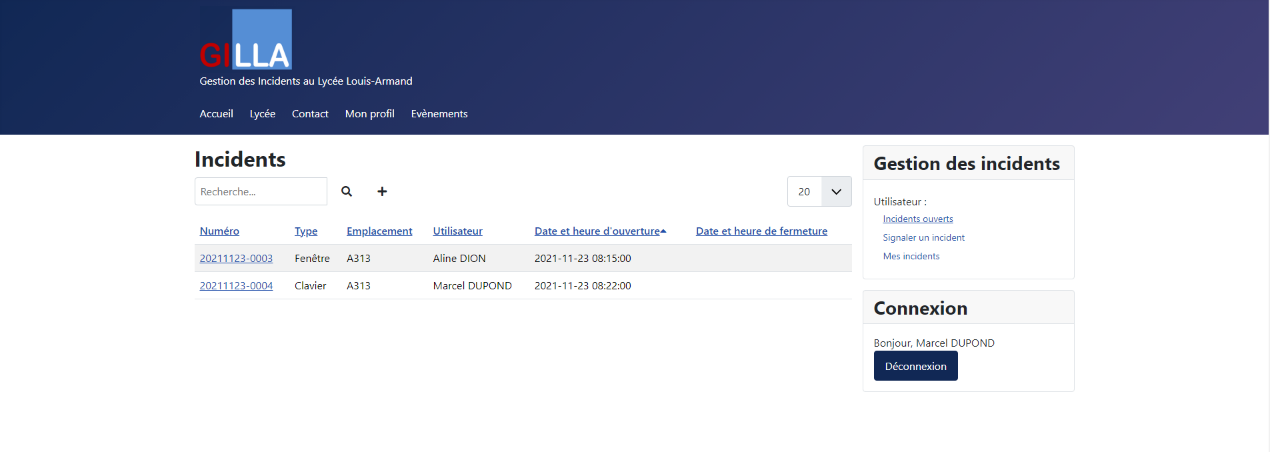 GILLA
Gestion des Incidents au Lycée Louis-Armand
Accueil Lycée Contact Mon profil Evènements
Incidents
Recherche...
20
Numéro Type Emplacement Utilisateur Date et heure d'ouverture Date et heure de fermeture
20211123-0003 Fenêtre A313 Aline DION 2021-11-23 08:15:00
20211123-0004 Clavier A313 Marcel DUPOND 2021-11-23 08:22:00
Gestion des incidents
Utilisateur :
Incidents ouverts
Signaler un incident
Mes incidents
Connexion
Bonjour, Marcel DUPOND
Déconnexion